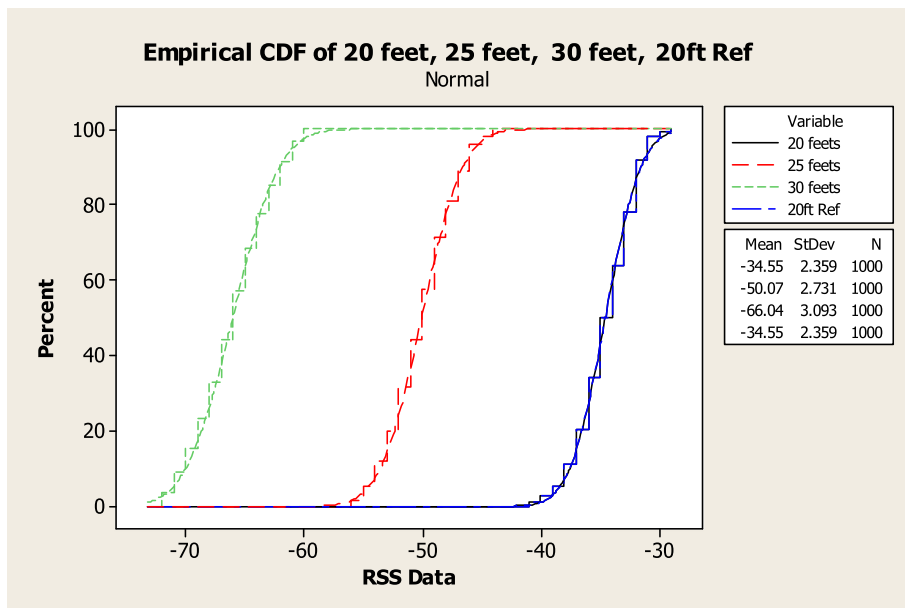 Empirical CDF of 20 feet, 25 feet, 30 feet, 20ft Ref
Normal
100
80
60
40
20
0
Percent
-70
-60
-50
-40
-30
RSS Data
Variable
20 feets
25 feets
30 feets
20ft Ref
Mean StDev N
-34.55 2.359 1000
-50.07 2.731 1000
-66.04 3.093 1000
-34.55 2.359 1000